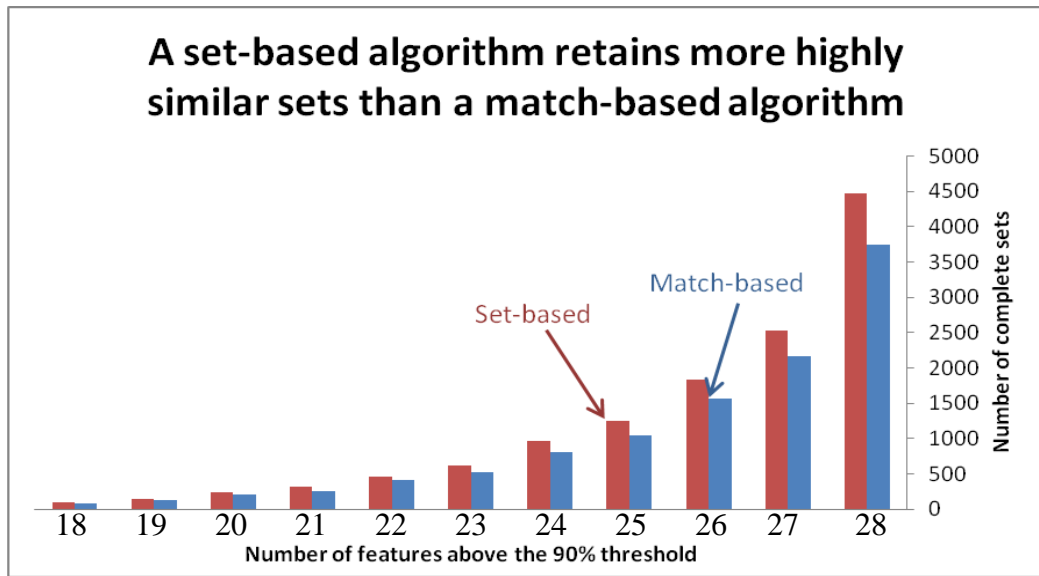 A set-based algorithm retains more highly
similar sets than a match-based algorithm
5000
4500
4000
3500
3000
2500
2000
1500
1000
500
0
Number of complete sets
Match-based
Set-based
18 19 20 21 22 23 24 25 26 27 28
Number of features above the 90% threshold